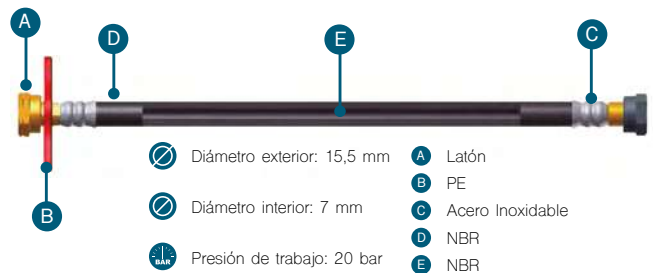 A
D
E
C
B
Diámetro exterior: 15,5 mm
Diámetro interior: 7 mm
BAR
Presión de trabajo: 20 bar
A Latón
B PE
C Acero Inoxidable
D NBR
E NBR